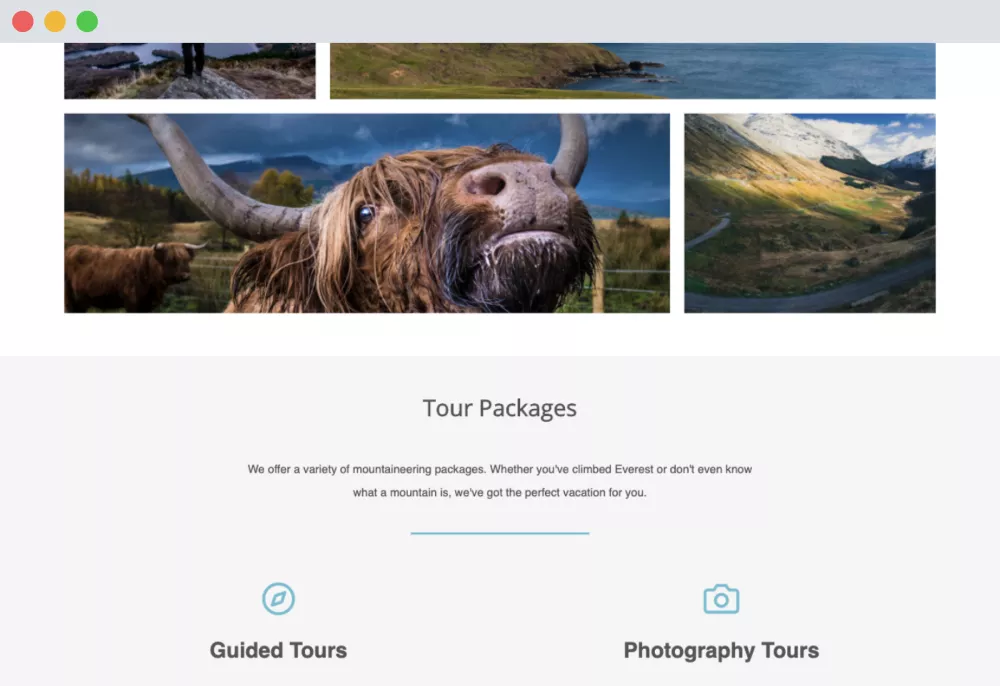 Tour Packages
We offer a variety of mountaineering packages. Whether you've climbed Everest or don't even know
what a mountain is, we've got the perfect vacation for you.
Guided Tours
Photography Tours